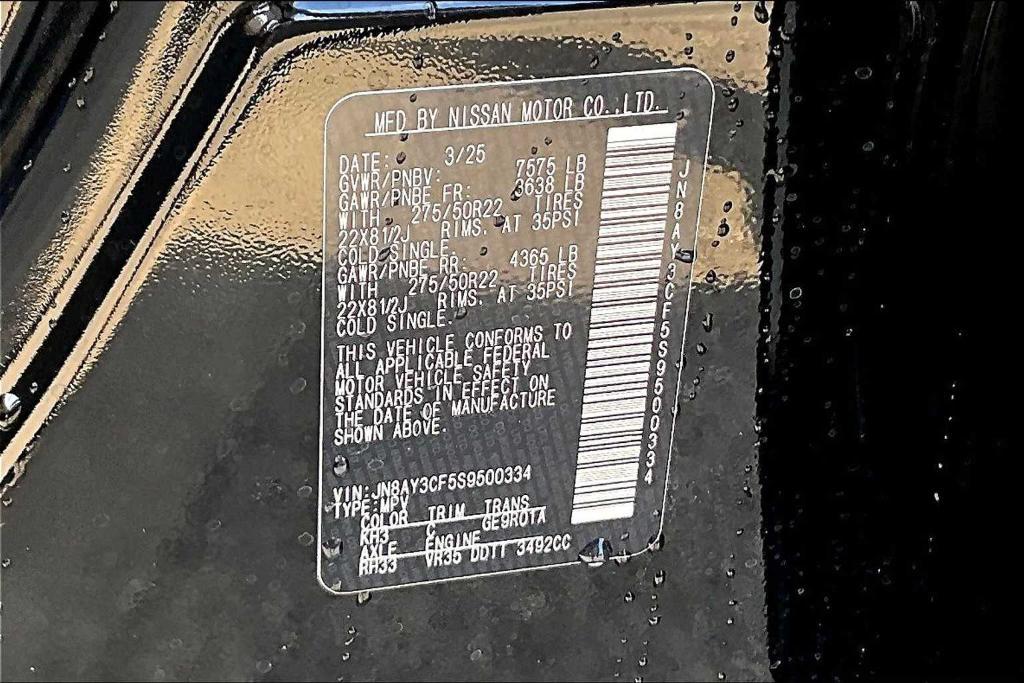 MFD BY NISSAN MOTOR CO.,LTD.
DATE: 3/25
GVWR/PNBV: 7575 LB
GAWR/PNBE FR: 3638 LB
WITH 275/50R22 TIRES
22X81/2J RIMS. AT 35PSI
COLD SINGLE.
GAWR/PNBE RR: 4365 LB
WITH 275/50R22 TIRES
22X81/2J RIMS. AT 35PSI
COLD SINGLE.
THIS VEHICLE CONFORMS TO
ALL APPLICABLE FEDERAL
MOTOR VEHICLE SAFETY
STANDARDS IN EFFECT ON
THE DATE OF MANUFACTURE
SHOWN ABOVE.
VIN:JN8AY3CF5S9500334
TYPE:MPV
COLOR TRIM TRANS
KH3 C GE9R01A
AXLE ENGINE
RH33 VR35 DDTT 3492CC
JN8AY3CF5S9500334